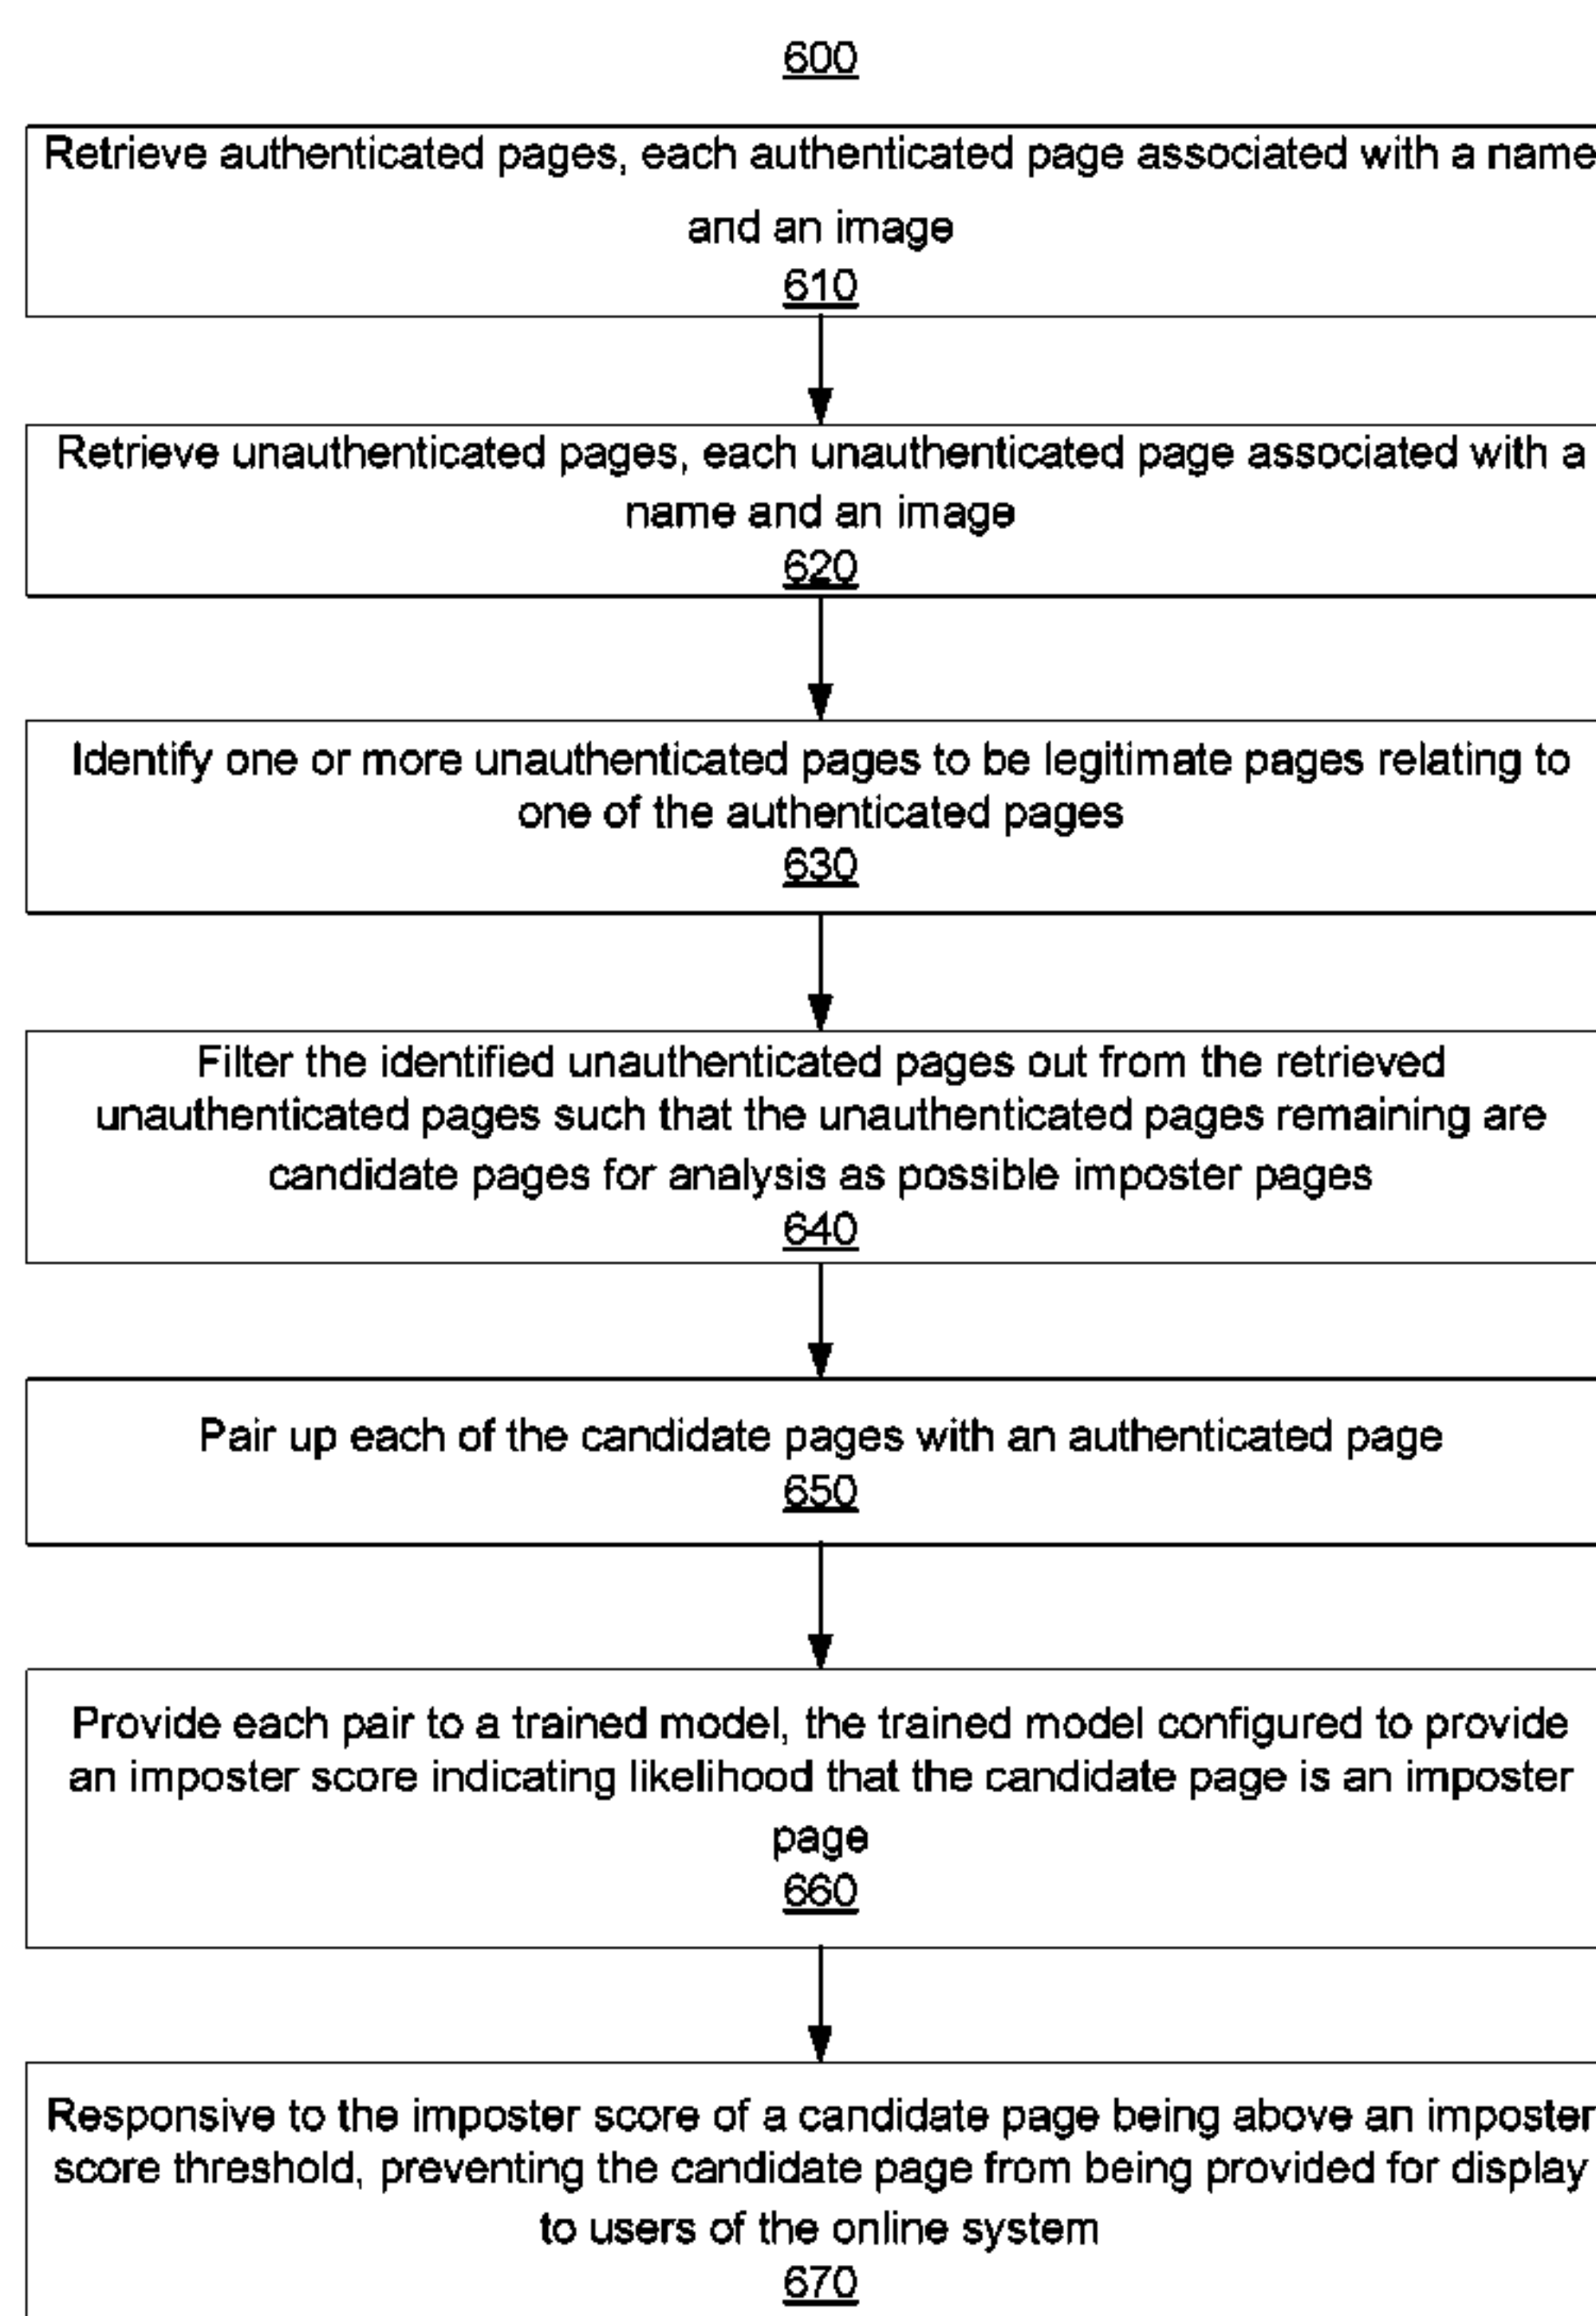 600
Retrieve authenticated pages, each authenticated page associated with a name
and an image
610
Retrieve unauthenticated pages, each unauthenticated page associated with a
name and an image
620
Identify one or more unauthenticated pages to be legitimate pages relating to
one of the authenticated pages
630
Filter the identified unauthenticated pages out from the retrieved
unauthenticated pages such that the unauthenticated pages remaining are
candidate pages for analysis as possible imposter pages
640
Pair up each of the candidate pages with an authenticated page
650
Provide each pair to a trained model, the trained model configured to provide
an imposter score indicating likelihood that the candidate page is an imposter
page
660
Responsive to the imposter score of a candidate page being above an imposter
score threshold, preventing the candidate page from being provided for display
to users of the online system
670